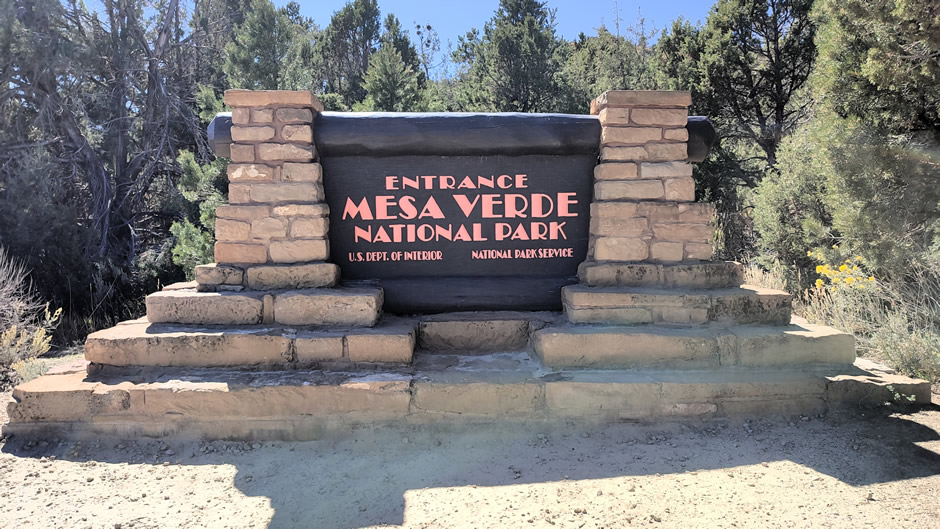 ENTRANCE
MESA VERDE
NATIONAL PARK
U.S. DEPT. OF INTERIOR NATIONAL PARK SERVICE